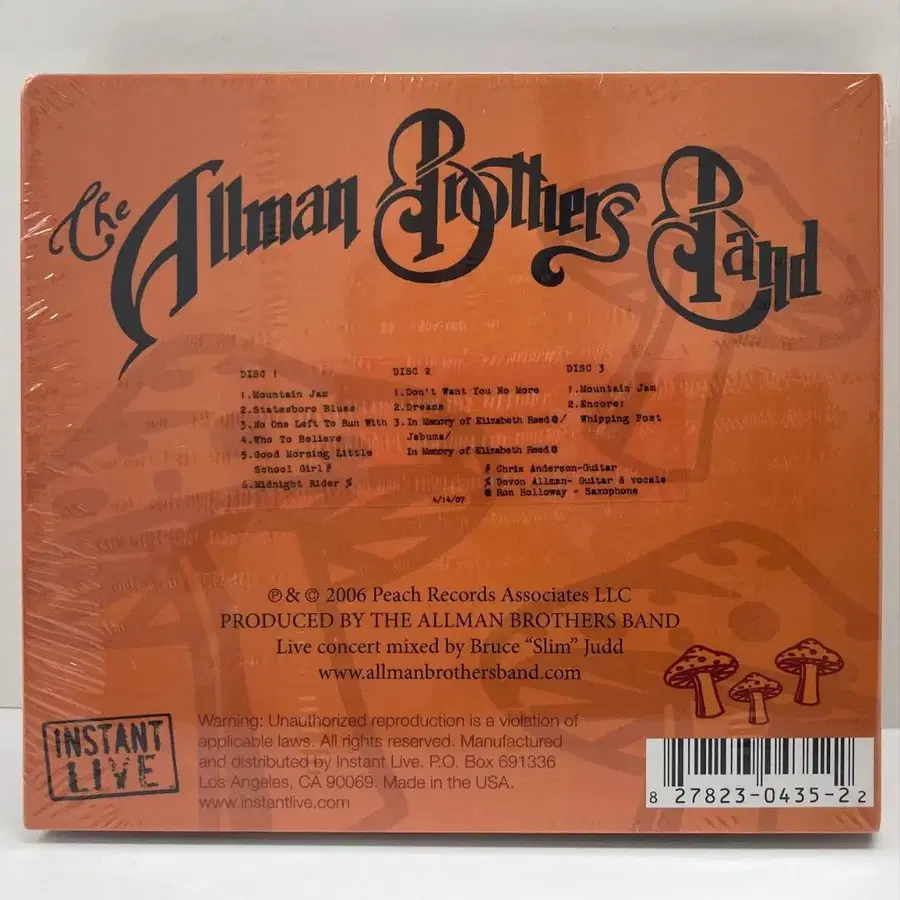 The Allman Brothers Band
DISC 1
1.Mountain Jam
2.Statesboro Blues
3.No One Left To Run With
4.Who To Believe
5.Good Morning Little
School Girl #
6.Midnight Rider %
DISC 2
1.Don't Want You No More
2.Dreams
3.In Memory of Elizabeth Reed@/
Jabuma/
In Memory of Elizabeth Reed@
DISC 3
1.Mountain Jam
2.Encore:
Whipping Post
# Chris Anderson-Guitar
% Devon Allman- Guitar & vocals
@ Ron Holloway - Saxophone
4/14/07
℗ & © 2006 Peach Records Associates LLC
PRODUCED BY THE ALLMAN BROTHERS BAND
Live concert mixed by Bruce “Slim” Judd
www.allmanbrothersband.com
INSTANT
LIVE
Warning: Unauthorized reproduction is a violation of
applicable laws. All rights reserved. Manufactured
and distributed by Instant Live. P.O. Box 691336
Los Angeles, CA 90069. Made in the USA.
www.instantlive.com
8 27823-0435-2 2